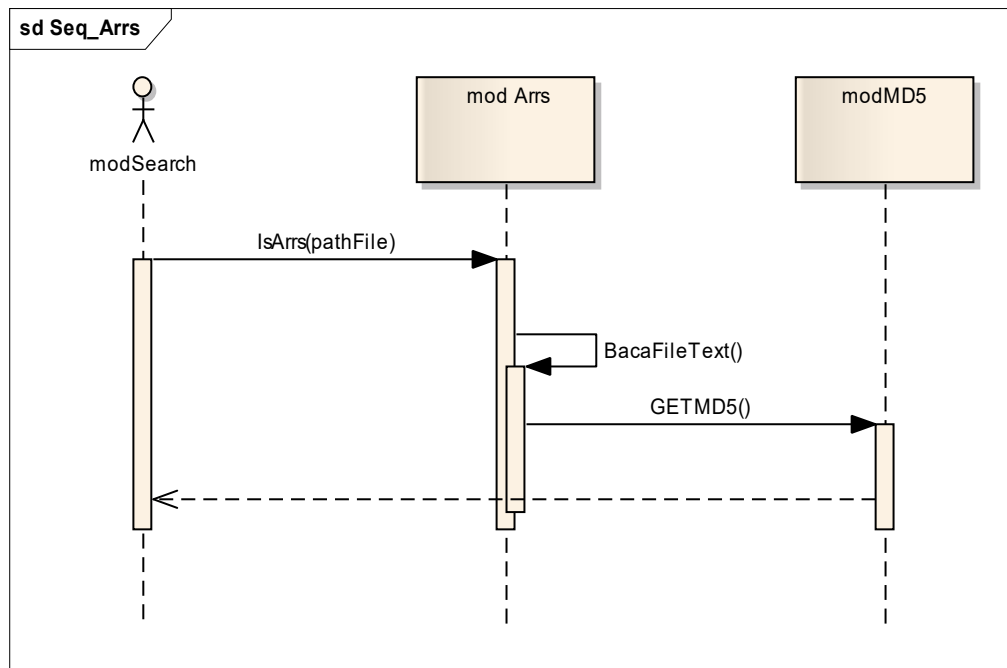 sd Seq_Arrs
modSearch
mod Arrs
modMD5
IsArrs(pathFile)
BacaFileText()
GETMD5()